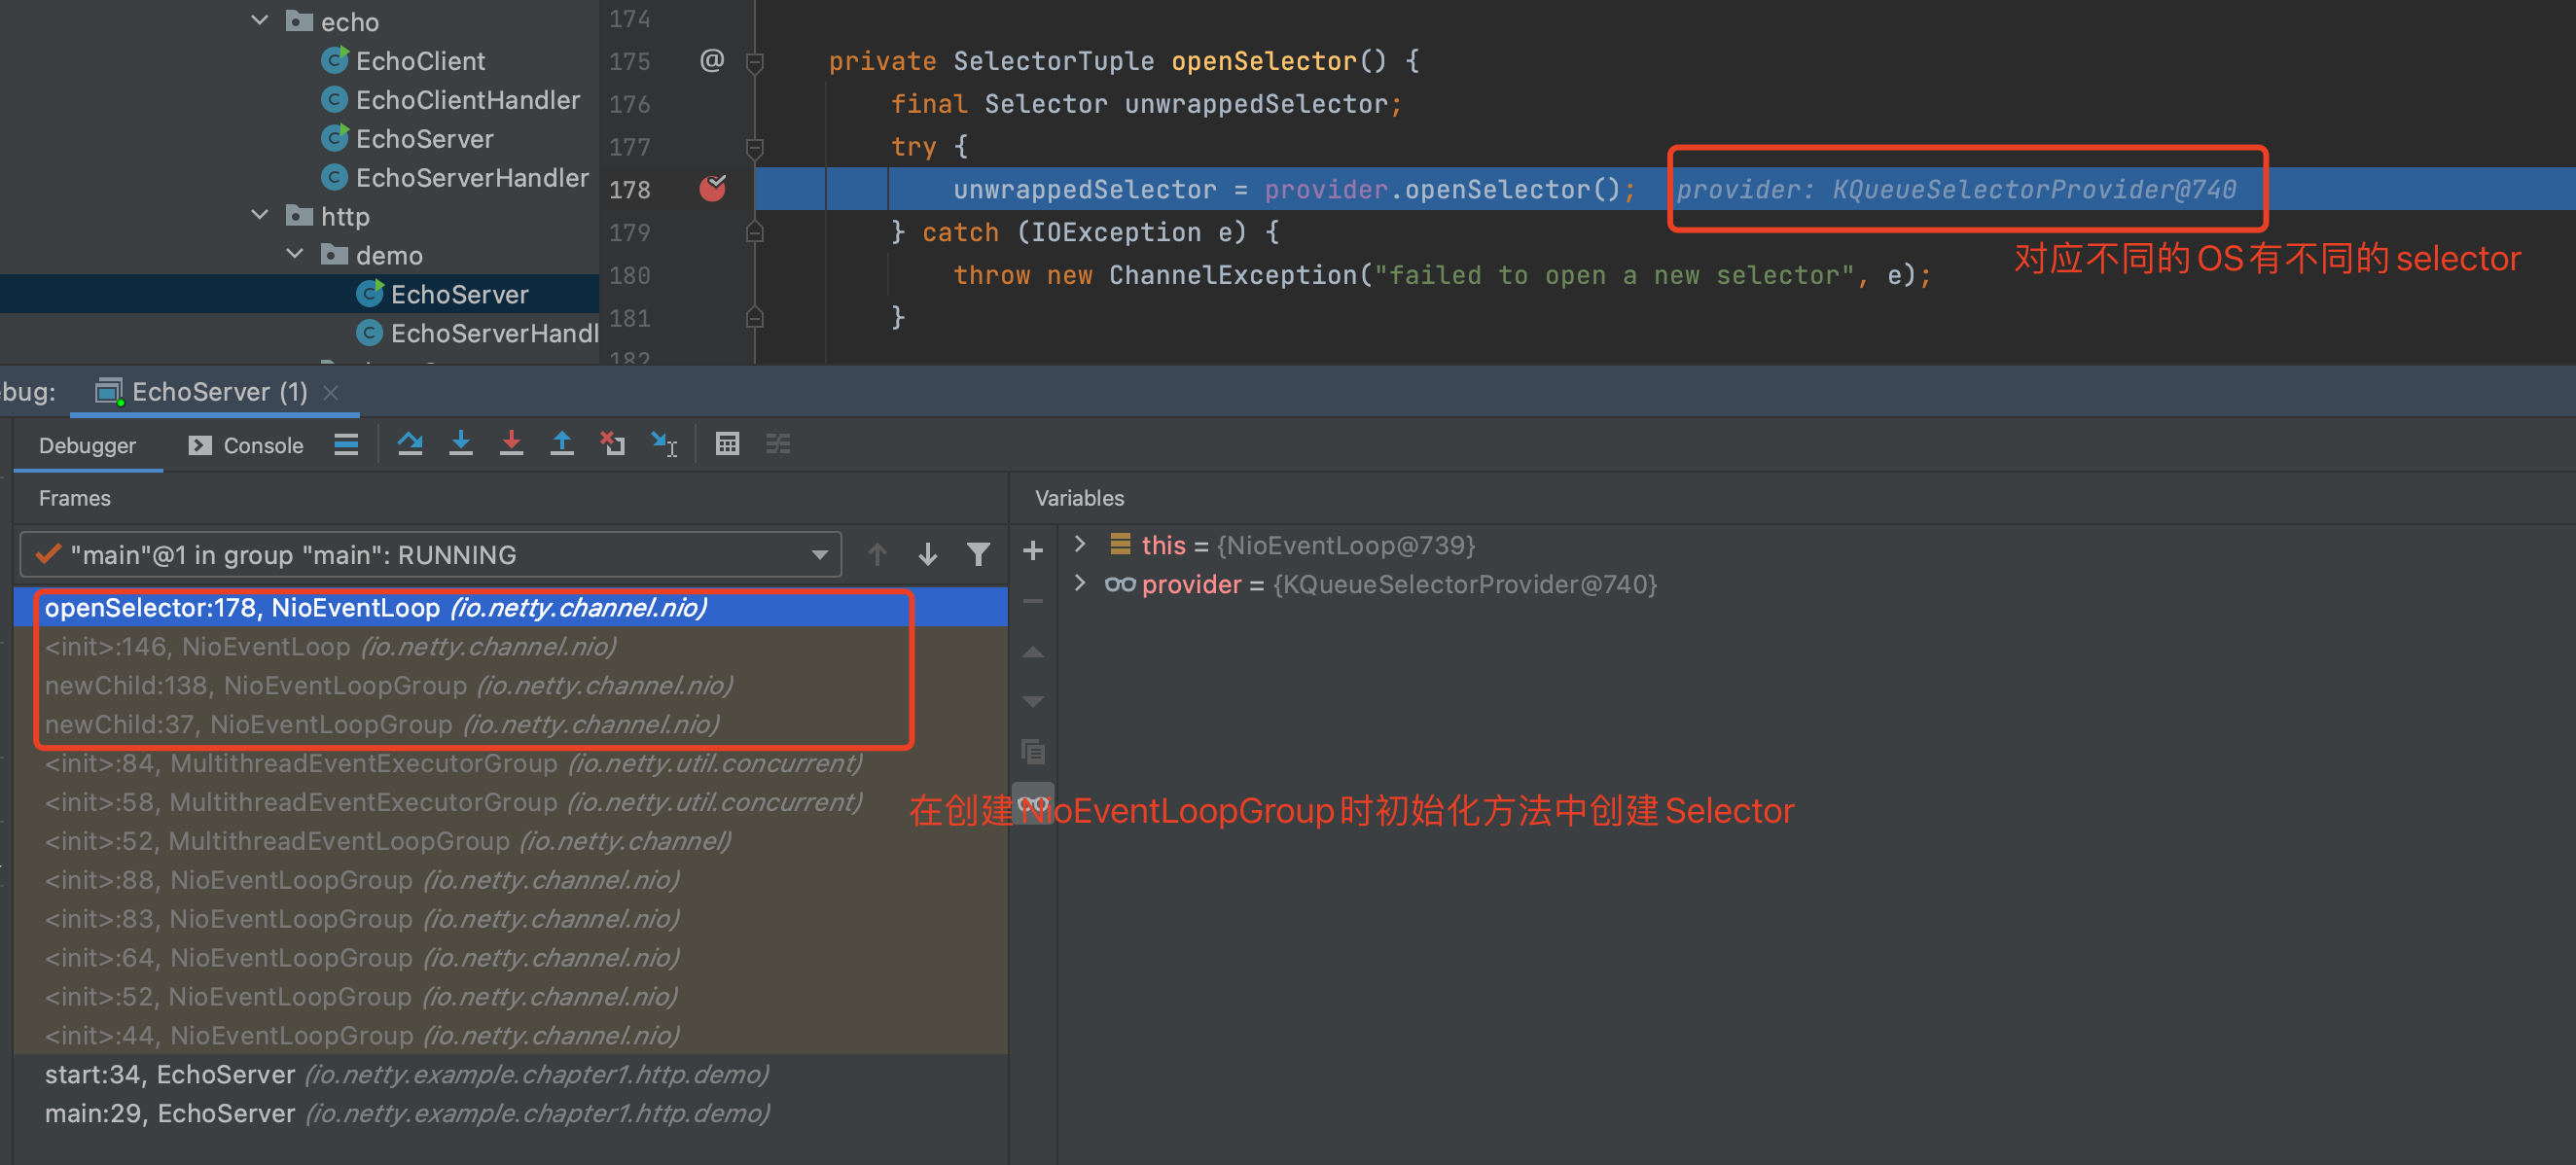 echo
EchoClient
EchoClientHandler
EchoServer
EchoServerHandler
http
demo
EchoServer
EchoServerHandl
174
175 @ private SelectorTuple openSelector() {
176 final Selector unwrappedSelector;
177 try {
178 unwrappedSelector = provider.openSelector(); provider: KQueueSelectorProvider@740
179 } catch (IOException e) {
对应不同的OS有不同的selector
180 throw new ChannelException("failed to open a new selector", e);
181 }
182
bug: EchoServer (1)
Debugger Console
Frames
Variables
"main"@1 in group "main": RUNNING
this = {NioEventLoop@739}
provider = {KQueueSelectorProvider@740}
openSelector:178, NioEventLoop (io.netty.channel.nio)
<init>:146, NioEventLoop (io.netty.channel.nio)
newChild:138, NioEventLoopGroup (io.netty.channel.nio)
newChild:37, NioEventLoopGroup (io.netty.channel.nio)
<init>:84, MultithreadEventExecutorGroup (io.netty.util.concurrent)
<init>:58, MultithreadEventExecutorGroup (io.netty.util.concurrent)
在创建NioEventLoopGroup时初始化方法中创建Selector
<init>:52, MultithreadEventLoopGroup (io.netty.channel)
<init>:88, NioEventLoopGroup (io.netty.channel.nio)
<init>:83, NioEventLoopGroup (io.netty.channel.nio)
<init>:64, NioEventLoopGroup (io.netty.channel.nio)
<init>:52, NioEventLoopGroup (io.netty.channel.nio)
<init>:44, NioEventLoopGroup (io.netty.channel.nio)
start:34, EchoServer (io.netty.example.chapter1.http.demo)
main:29, EchoServer (io.netty.example.chapter1.http.demo)